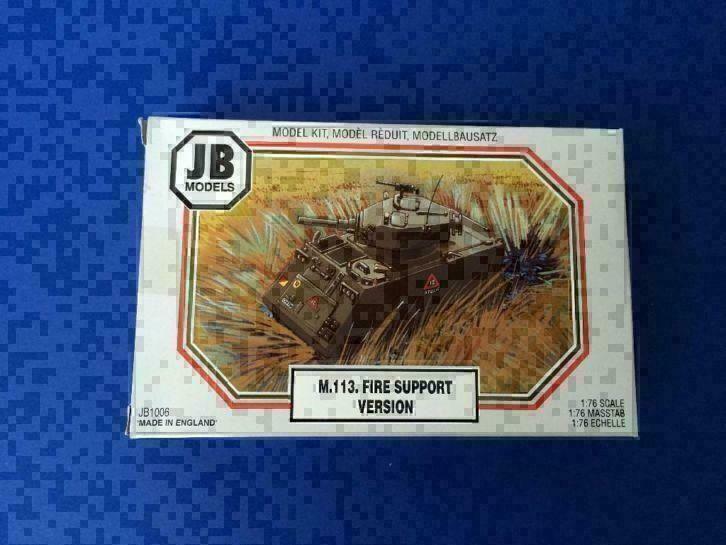 MODEL KIT, MODÈL RÉDUIT, MODELLBAUSATZ
JB
MODELS
M.113. FIRE SUPPORT
VERSION
JB1006
'MADE IN ENGLAND'
1:76 SCALE
1:76 MASSTAB
1:76 ECHELLE